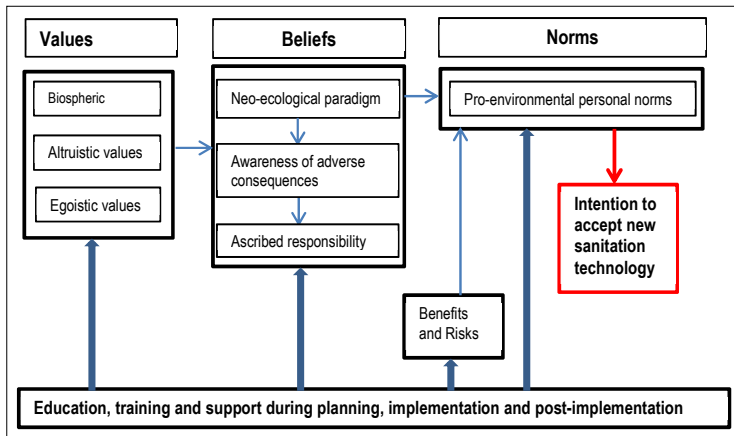 Values
Beliefs
Norms
Biospheric
Altruistic values
Egoistic values
Neo-ecological paradigm
Awareness of adverse
consequences
Ascribed responsibility
Pro-environmental personal norms
Intention to
accept new
sanitation
technology
Benefits
and Risks
Education, training and support during planning, implementation and post-implementation